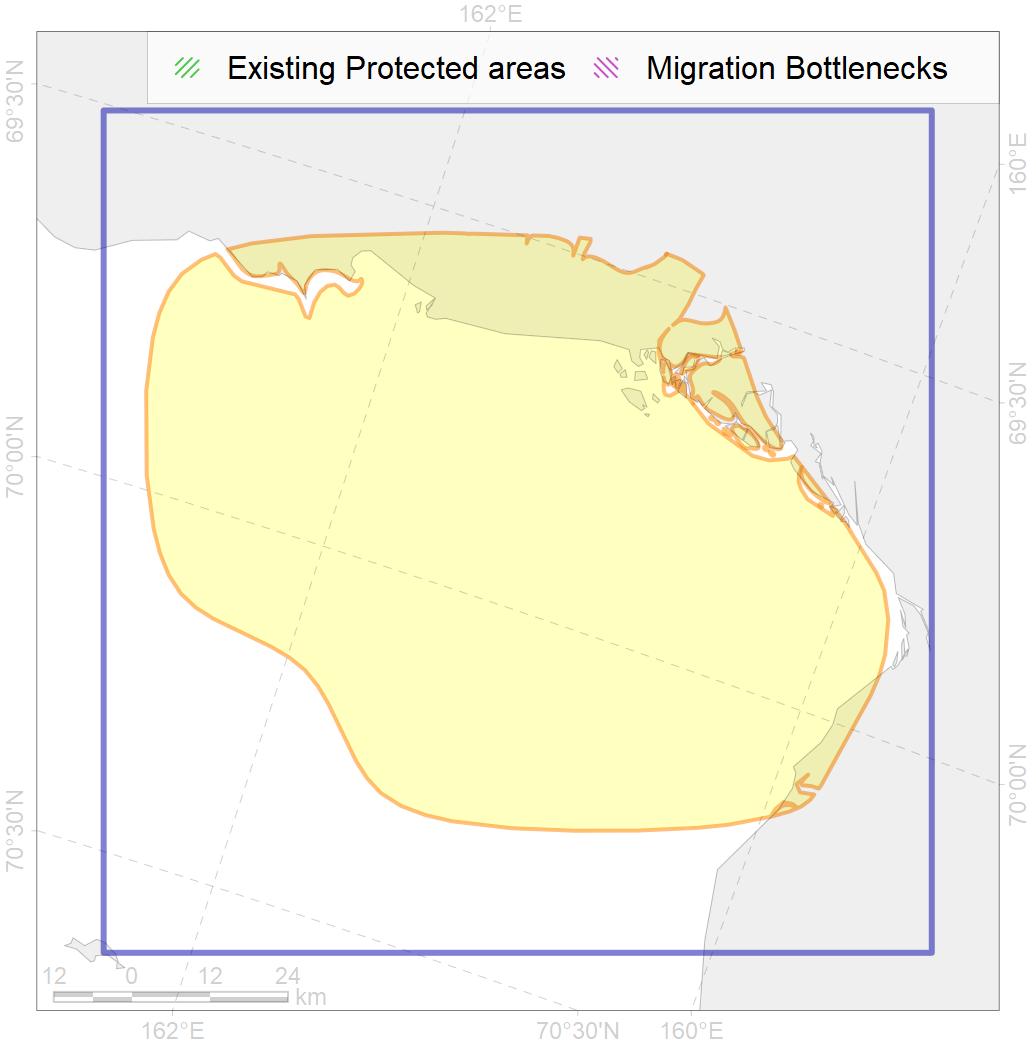 162°E
Existing Protected areas Migration Bottlenecks
69°30'N
160°E
69°30'N
70°00'N
70°00'N
70°30'N
12 0 12 24
km
162°E 70°30'N 160°E